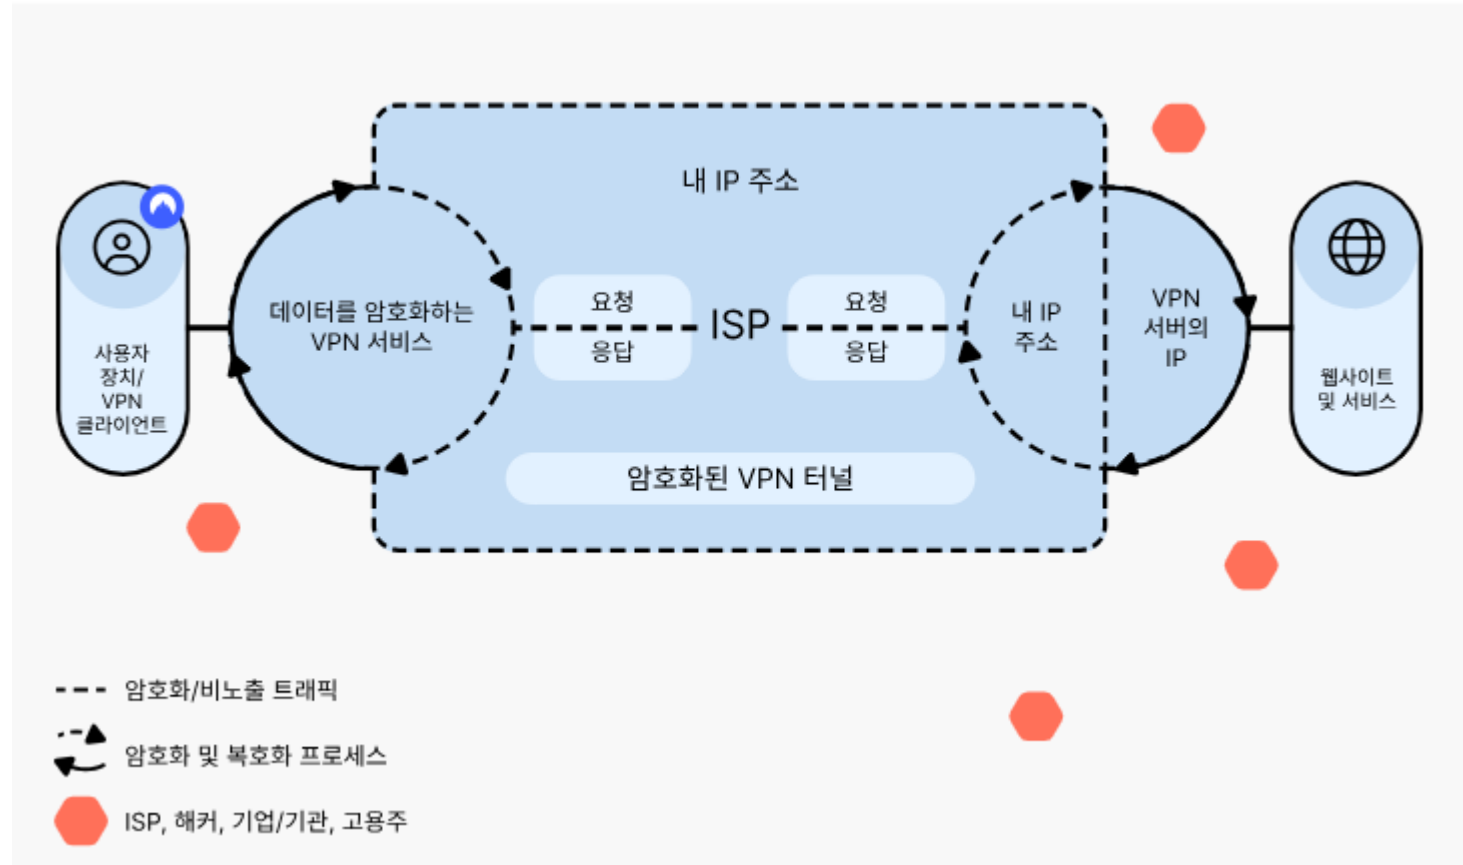 내 IP 주소
사용자
장치/
VPN
클라이언트
데이터를 암호화하는
VPN 서비스
요청
응답
ISP
요청
응답
내 IP
주소
VPN
서버의
IP
웹사이트
및 서비스
암호화된 VPN 터널
암호화/비노출 트래픽
암호화 및 복호화 프로세스
ISP, 해커, 기업/기관, 고용주